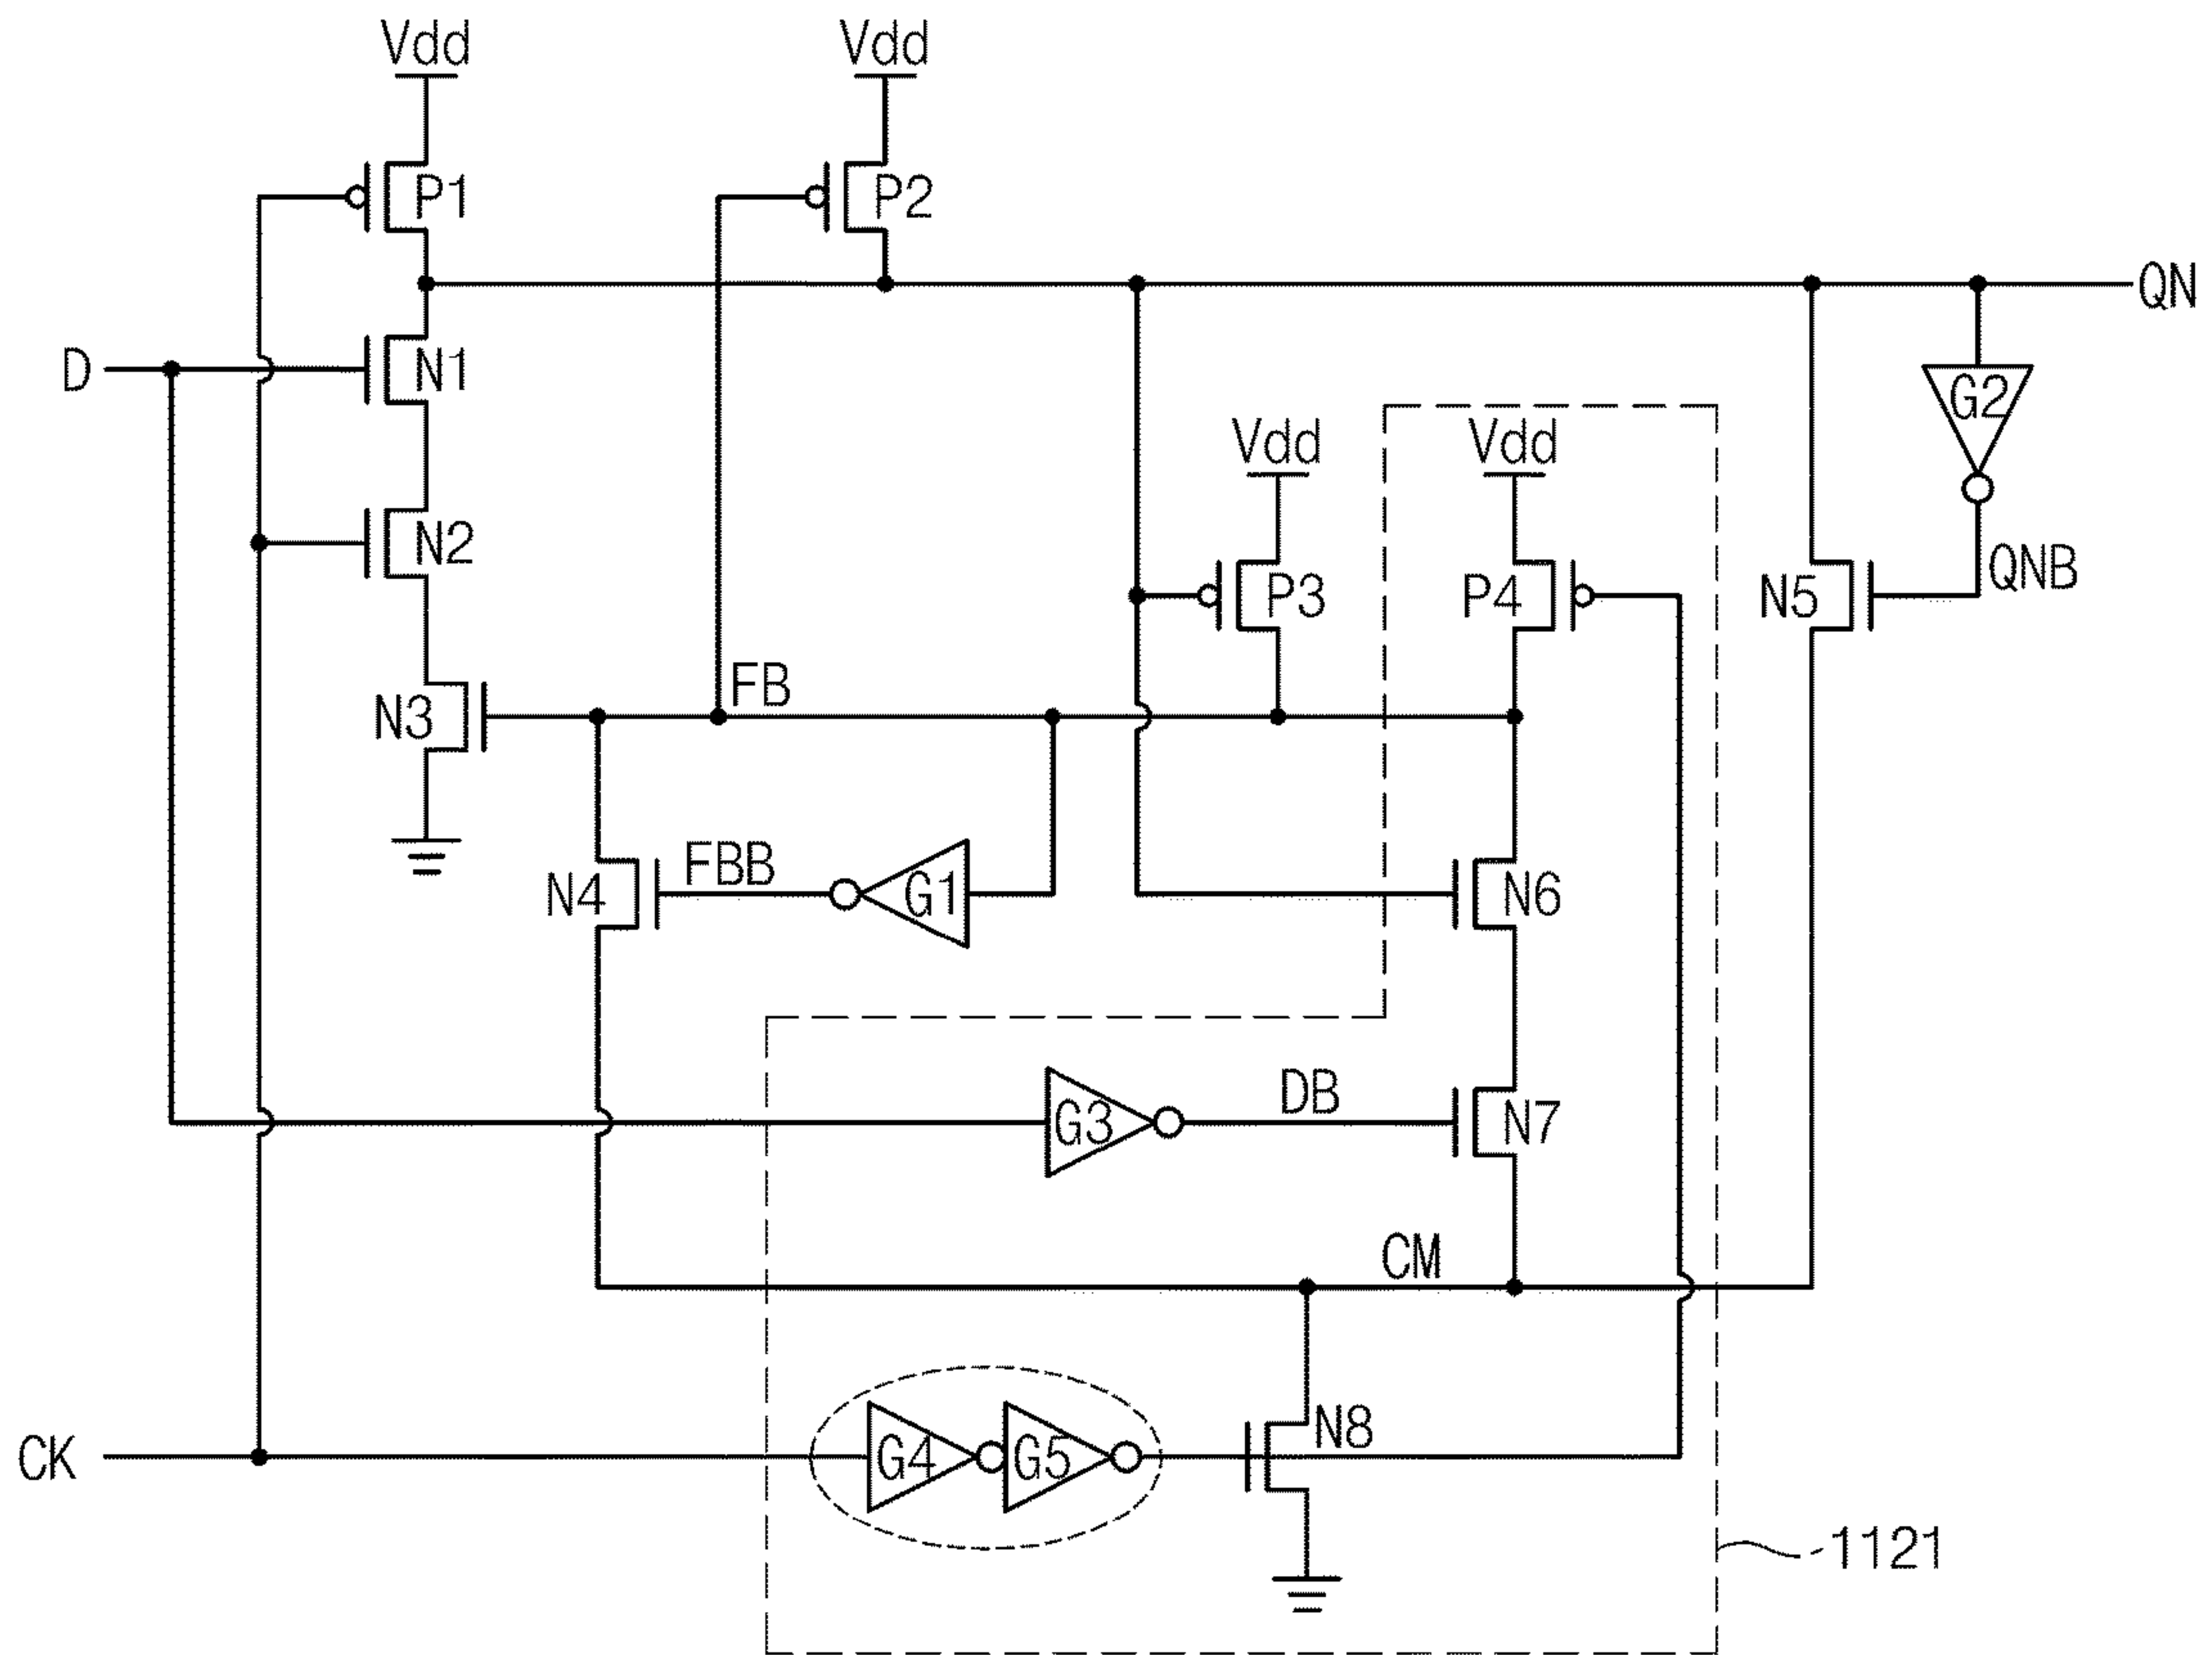 Vdd
Vdd
P1
P2
QN
D
N1
G2
Vdd
Vdd
N2
QNB
P3
P4
N5
FB
N3
FBB
N4
G1
N6
DB
G3
N7
CM
N8
CK
G4
G5
1121